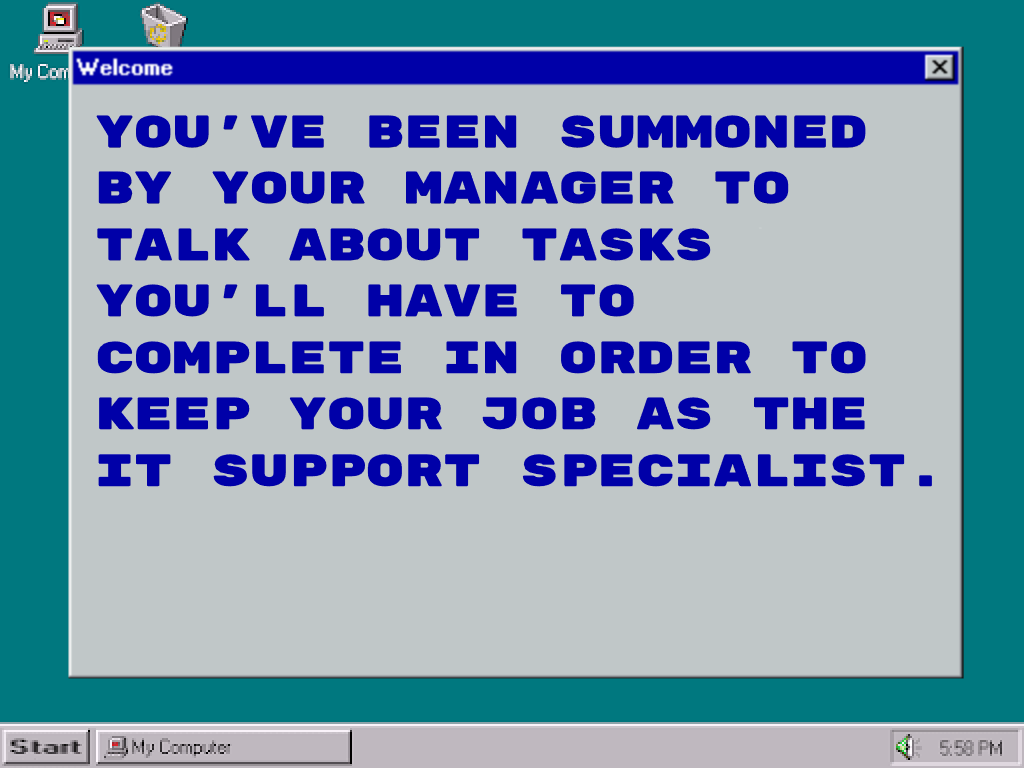 My Com
Welcome
YOU'VE BEEN SUMMONED
BY YOUR MANAGER TO
TALK ABOUT TASKS
YOU'LL HAVE TO
COMPLETE IN ORDER TO
KEEP YOUR JOB AS THE
IT SUPPORT SPECIALIST.
Start
My Computer
5:58 PM